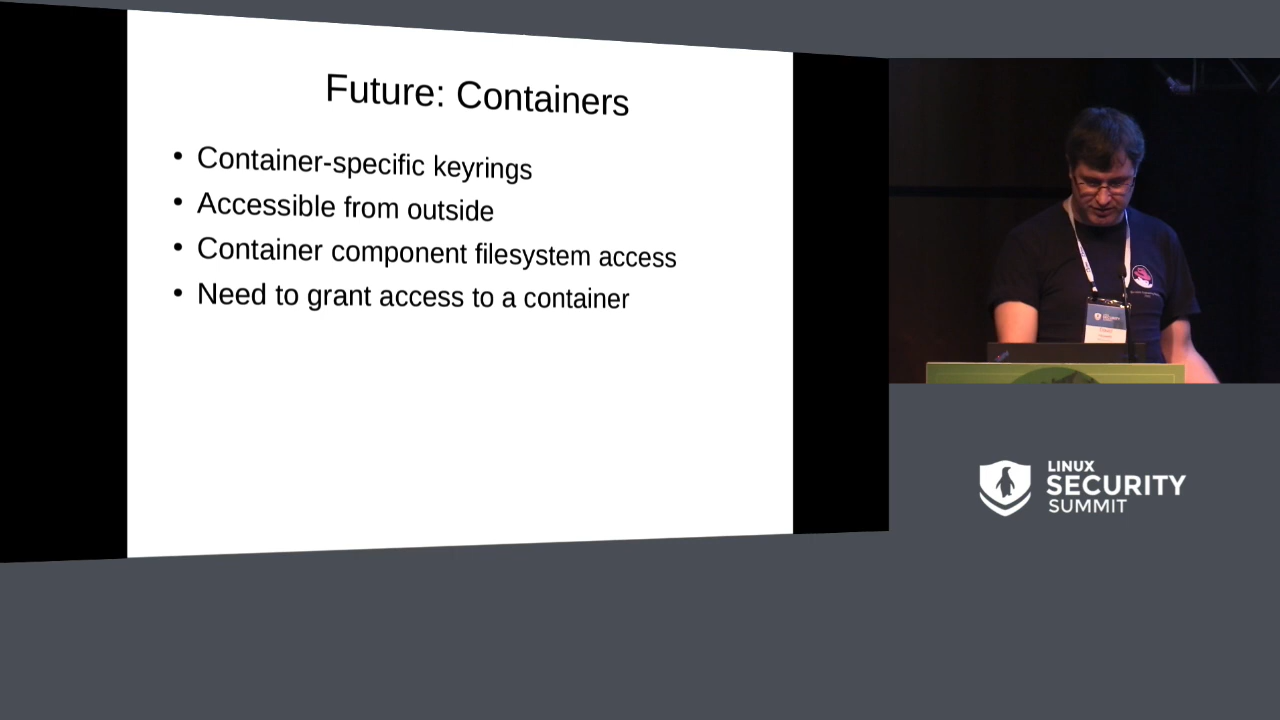 Future: Containers
• Container-specific keyrings
• Accessible from outside
• Container component filesystem access
• Need to grant access to a container
LINUX
SECURITY
SUMMIT